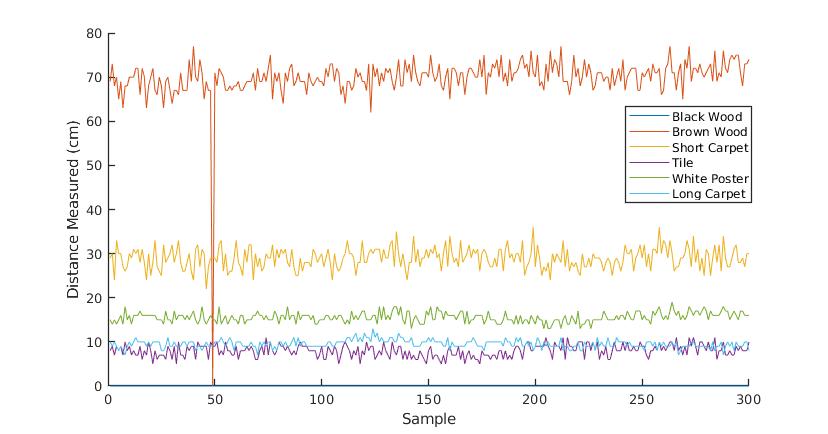 80
70
60
50
40
30
20
10
0
Distance Measured (cm)
Black Wood
Brown Wood
Short Carpet
Tile
White Poster
Long Carpet
0 50 100 150 200 250 300
Sample